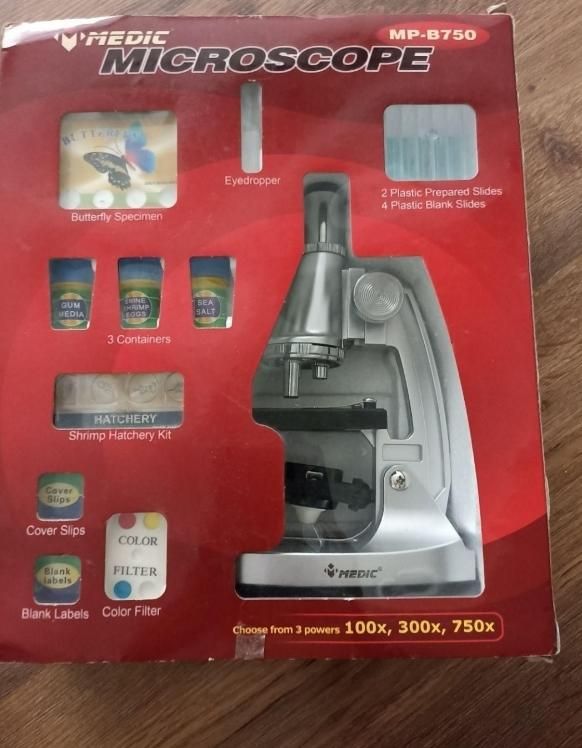 MEDIC
MICROSCOPE
MP-B750
BUTTERFLY
Butterfly Specimen
Eyedropper
2 Plastic Prepared Slides
4 Plastic Blank Slides
GUM
MEDIA
BRINE
SHRIMP
EGGS
SEA
SALT
3 Containers
HATCHERY
Shrimp Hatchery Kit
Cover
Slips
Cover Slips
Blank
labels
Blank Labels
COLOR
FILTER
Color Filter
MEDIC®
Choose from 3 powers 100x, 300x, 750x